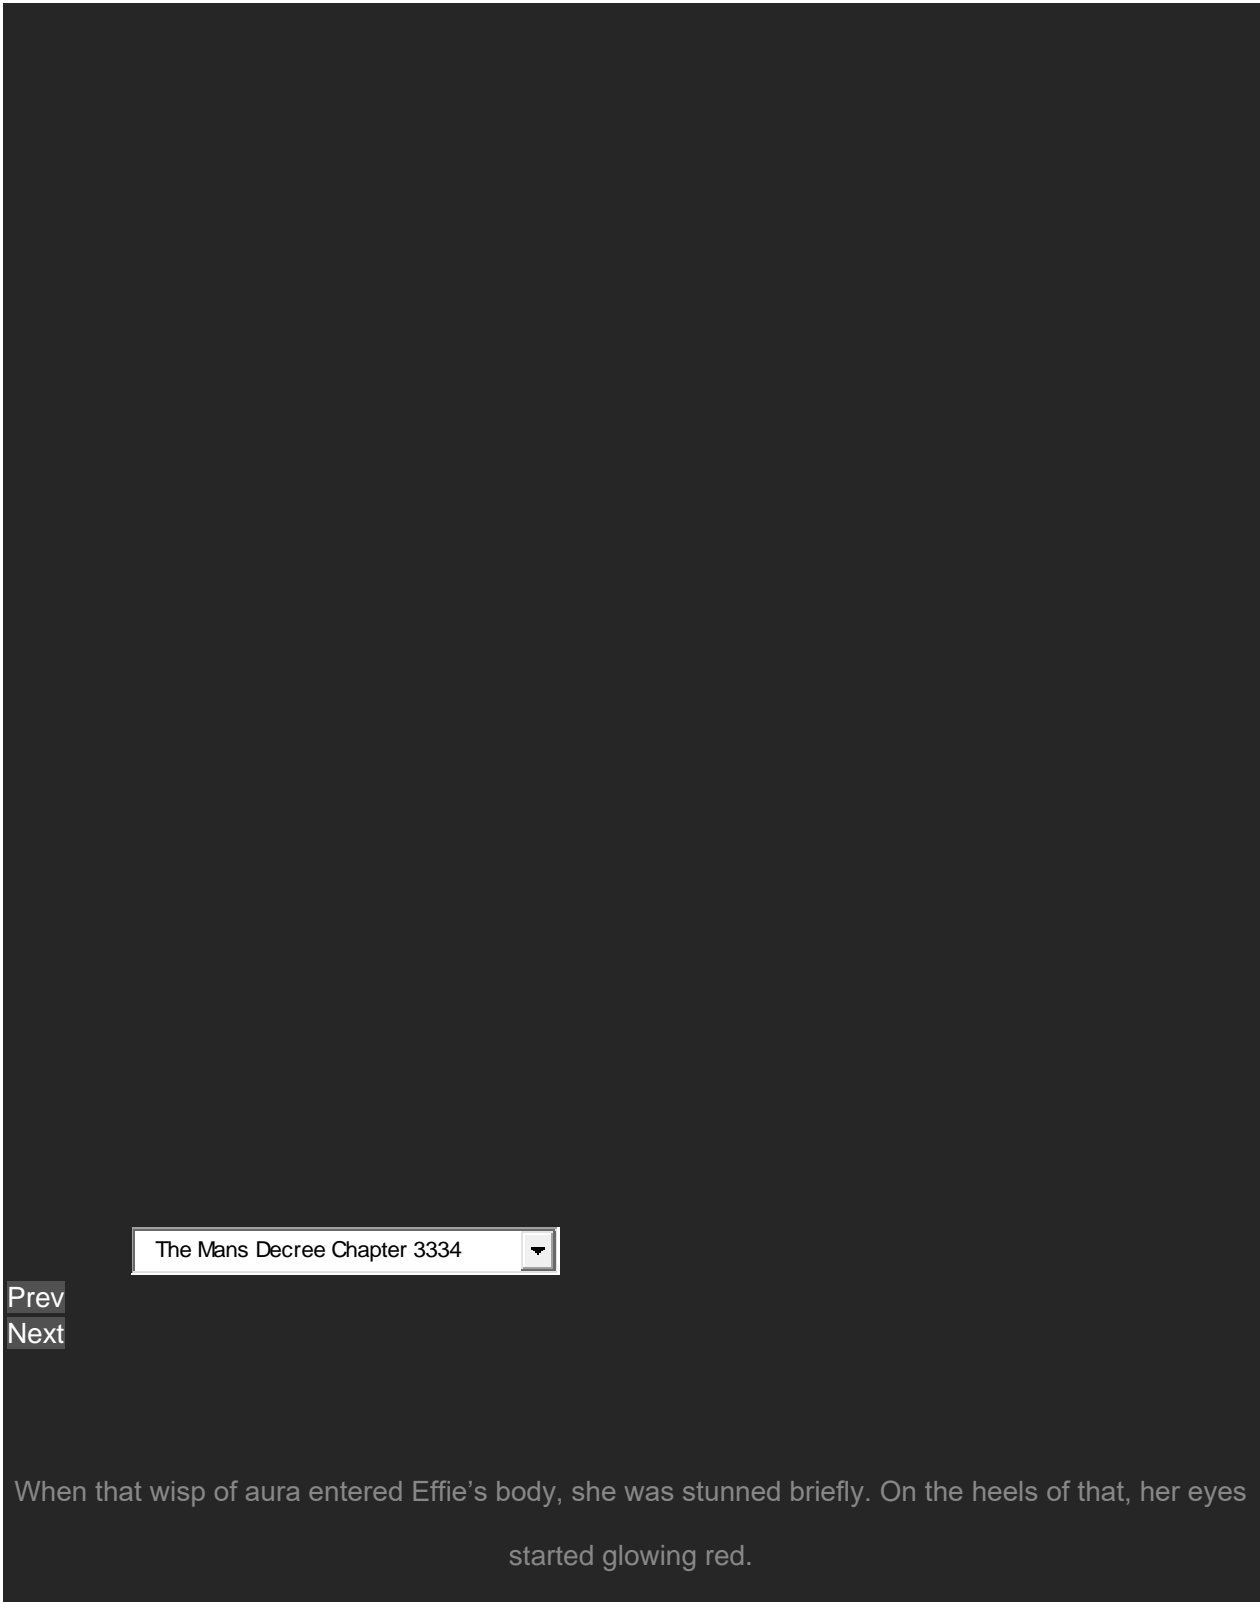 The Mans Decree Chapter 3334
Prev
Next
When that wisp of aura entered Effie’s body, she was stunned briefly. On the heels of that, her eyes
started glowing red.